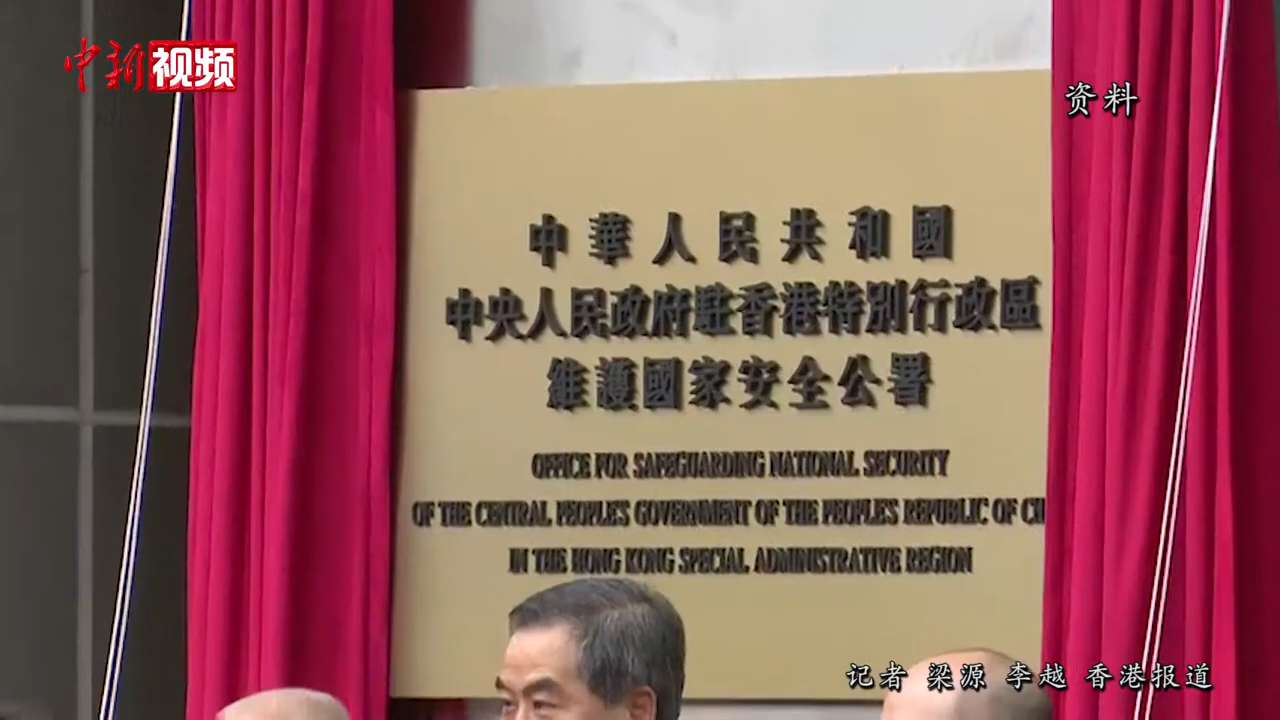 中新视频
资料
中華人民共和國
中央人民政府駐香港特別行政區
維護國家安全公署
OFFICE FOR SAFEGUARDING NATIONAL SECURITY
OF THE CENTRAL PEOPLE'S GOVERNMENT OF THE PEOPLE'S REPUBLIC OF
IN THE HONG KONG SPECIAL ADMINISTRATIVE REGION
记者 梁源 李越 香港报道